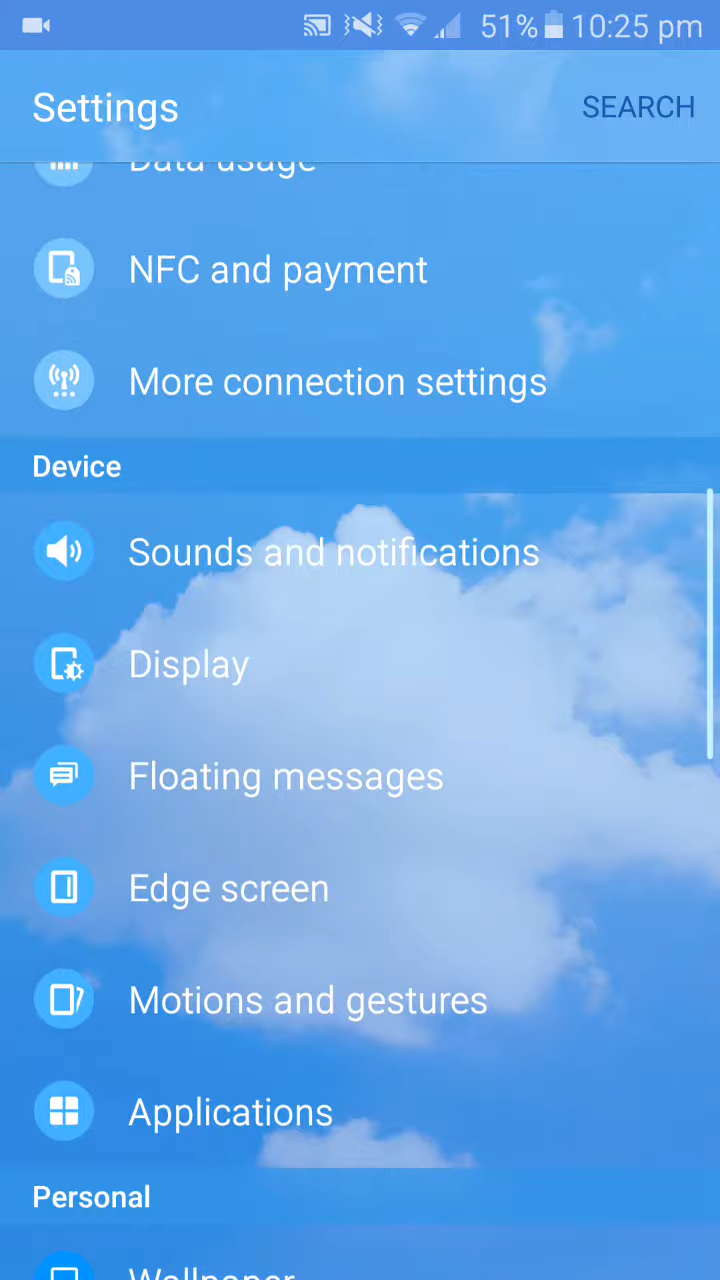 51% 10:25 pm
Settings
SEARCH
Data usage
NFC and payment
More connection settings
Device
Sounds and notifications
Display
Floating messages
Edge screen
Motions and gestures
Applications
Personal
Wallpaper